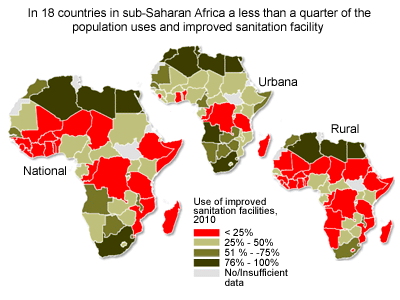 In 18 countries in sub-Saharan Africa a less than a quarter of the
population uses and improved sanitation facility
Urbana
Rural
National
Use of improved
sanitation facilities,
2010
< 25%
25% - 50%
51 % - -75%
76% - 100%
No/Insufficient
data